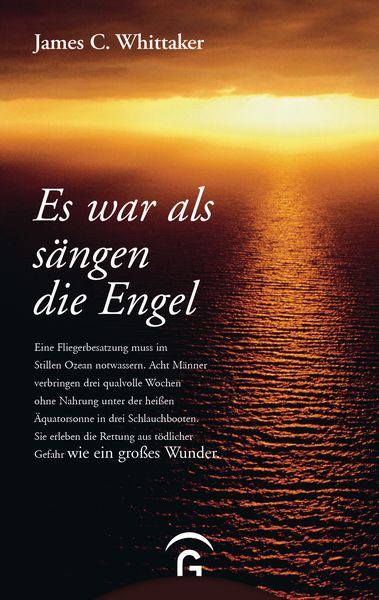 James C. Whittaker
Es war als
sängen
die Engel
Eine Fliegerbesatzung muss im
Stillen Ozean notwassern. Acht Männer
verbringen drei qualvolle Wochen
ohne Nahrung unter der heißen
Äquatorsonne in drei Schlauchbooten.
Sie erleben die Rettung aus tödlicher
Gefahr wie ein großes Wunder.
G